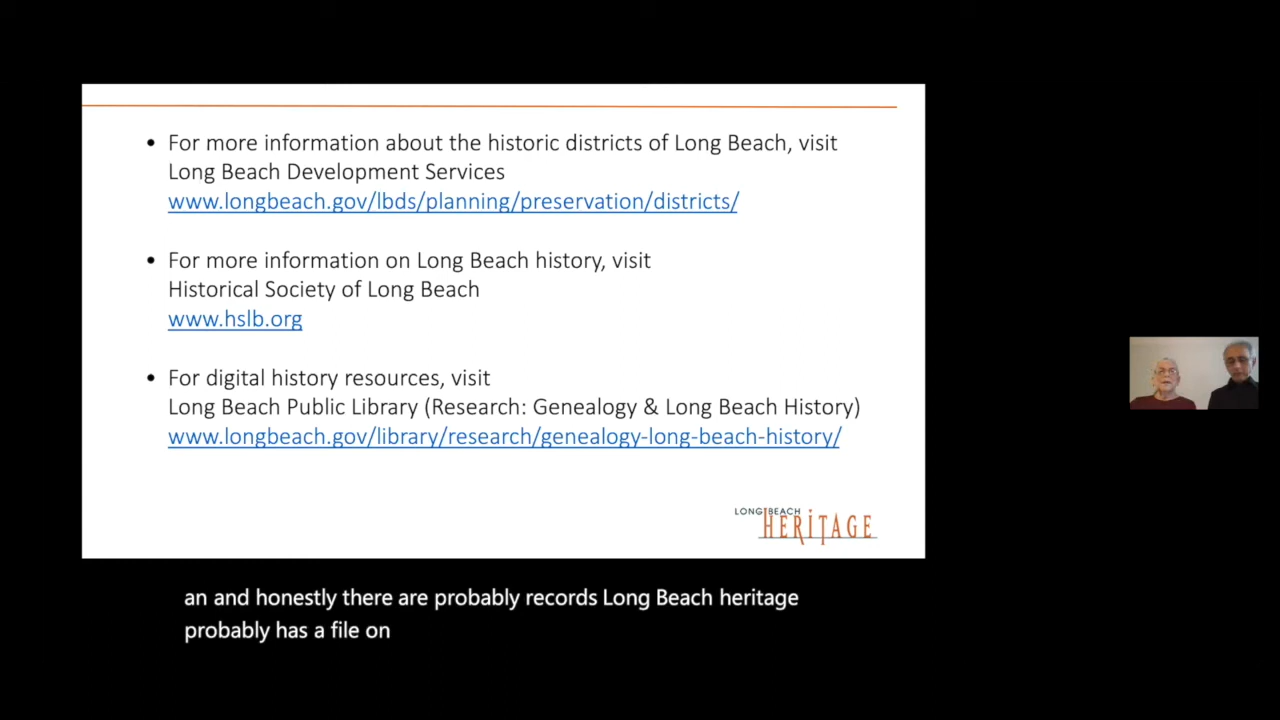 • For more information about the historic districts of Long Beach, visit
Long Beach Development Services
www.longbeach.gov/lbds/planning/preservation/districts/
• For more information on Long Beach history, visit
Historical Society of Long Beach
www.hslb.org
• For digital history resources, visit
Long Beach Public Library (Research: Genealogy & Long Beach History)
www.longbeach.gov/library/research/genealogy-long-beach-history/
LONG BEACH
HERITAGE
an and honestly there are probably records Long Beach heritage
probably has a file on